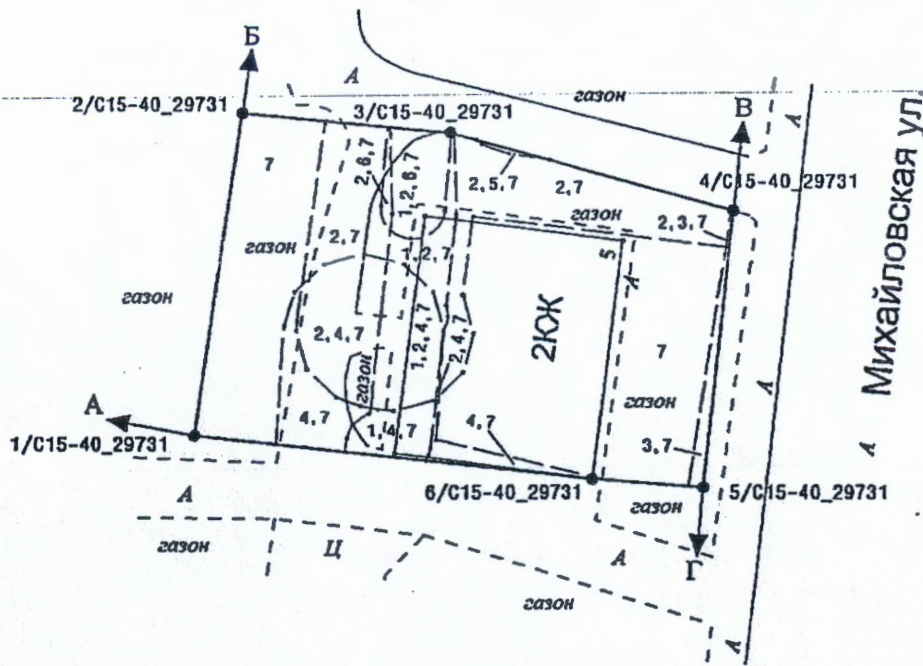 Б
А
газон
2/С15-40_29731
3/С15-40_29731
В
А
Михайловская ул.
4/С15-40_29731
7
2,6,7
1,2,6,7
2,5,7
2,7
газон
2,3,7
газон
2,7
1,2,7
5
А
газон
2КЖ
2,4,7
1,2,4,7
2,4,7
7
А
газон
газон
А
4,7
1,4,7
4,7
3,7
А
1/С15-40_29731
6/С15-40_29731
5/С15-40_29731
А
газон
газон
Ц
А
Г
газон
А